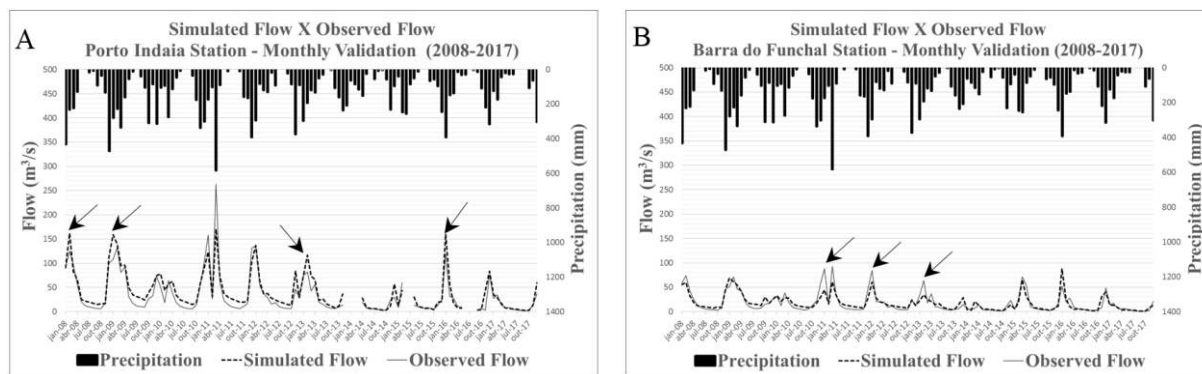 A
Simulated Flow X Observed Flow
Porto Indaia Station - Monthly Validation (2008-2017)
Flow (m³/s)
500
450
400
350
300
250
200
150
100
50
0
0
200
400
600
800
1000
1200
1400
Precipitation (mm)
jan-08 abr-08 jul-08 out-08 jan-09 abr-09 jul-09 out-09 jan-10 abr-10 jul-10 out-10 jan-11 abr-11 jul-11 out-11 jan-12 abr-12 jul-12 out-12 jan-13 abr-13 jul-13 out-13 jan-14 abr-14 jul-14 out-14 jan-15 abr-15 jul-15 out-15 jan-16 abr-16 jul-16 out-16 jan-17 abr-17 jul-17 out-17
Precipitation Simulated Flow Observed Flow
B
Simulated Flow X Observed Flow
Barra do Funchal Station - Monthly Validation (2008-2017)
Flow (m³/s)
500
450
400
350
300
250
200
150
100
50
0
0
200
400
600
800
1000
1200
1400
Precipitation (mm)
jan-08 abr-08 jul-08 out-08 jan-09 abr-09 jul-09 out-09 jan-10 abr-10 jul-10 out-10 jan-11 abr-11 jul-11 out-11 jan-12 abr-12 jul-12 out-12 jan-13 abr-13 jul-13 out-13 jan-14 abr-14 jul-14 out-14 jan-15 abr-15 jul-15 out-15 jan-16 abr-16 jul-16 out-16 jan-17 abr-17 jul-17 out-17
Precipitation Simulated Flow Observed Flow